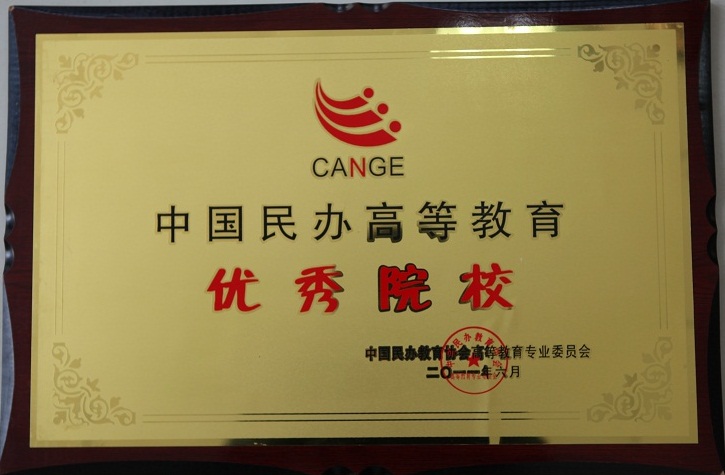 CANGE
中国民办高等教育
优秀院校
中国民办教育协会高等教育专业委员会
二〇一一年六月